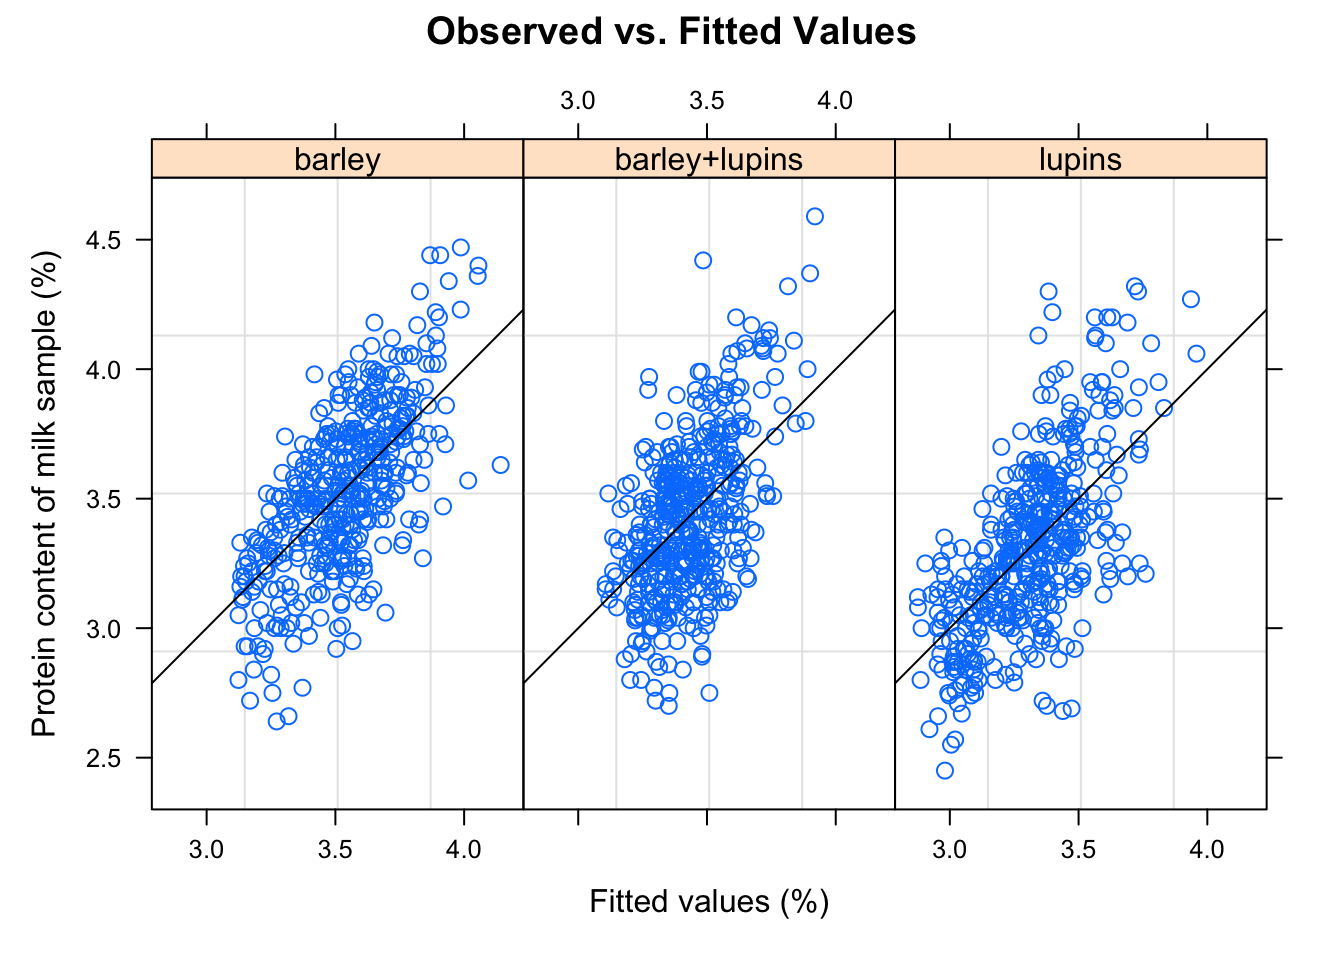 Observed vs. Fitted Values
3.0 3.5 4.0
barley barley+lupins lupins
4.5
4.0
3.5
3.0
2.5
Protein content of milk sample (%)
3.0 3.5 4.0 3.0 3.5 4.0
Fitted values (%)